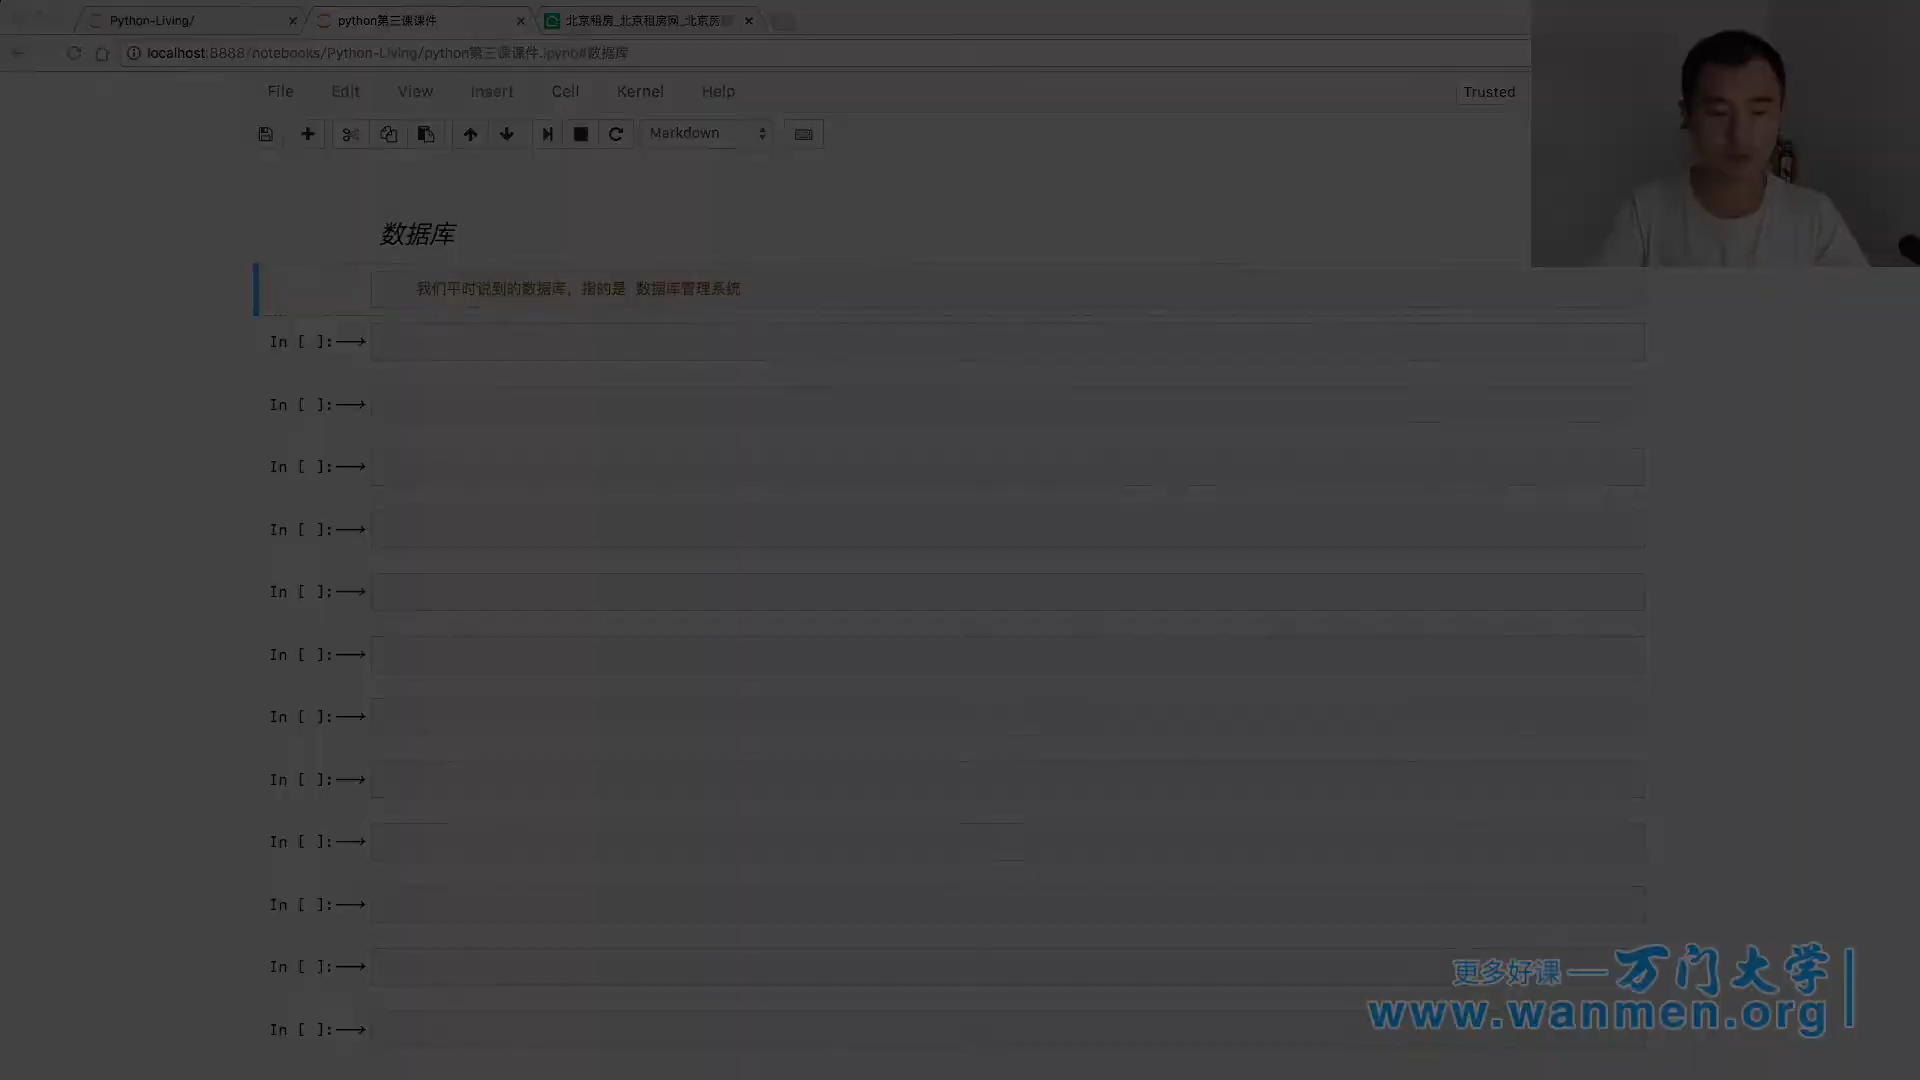 Python-Living/
python第三课课件
北京租房_北京租房网_北京房
localhost:8888/notebooks/Python-Living/python第三课课件.ipynb#数据库
File Edit View Insert Cell Kernel Help
Trusted
Markdown
数据库
我们平时说到的数据库，指的是 数据库管理系统
In [ ]:
In [ ]:
In [ ]:
In [ ]:
In [ ]:
In [ ]:
In [ ]:
In [ ]:
In [ ]:
In [ ]:
In [ ]:
In [ ]:
更多好课—万门大学
www.wanmen.org